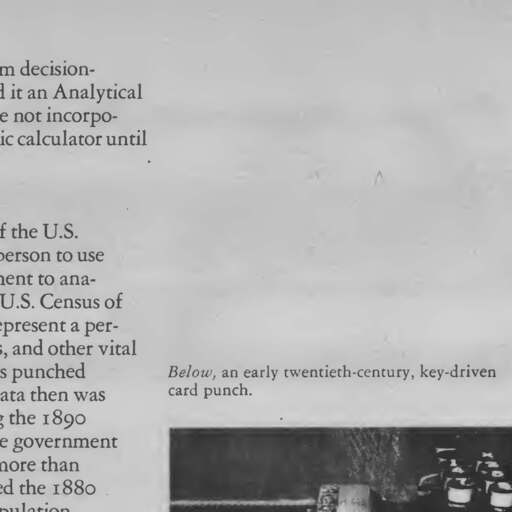 m decision-
d it an Analytical
e not incorpo-
ic calculator until
f the U.S.
person to use
ment to ana-
U.S. Census of
epresent a per-
s, and other vital
s punched
ata then was
g the 1890
e government
more than
ed the 1880
pulation
Below, an early twentieth-century, key-driven
card punch.